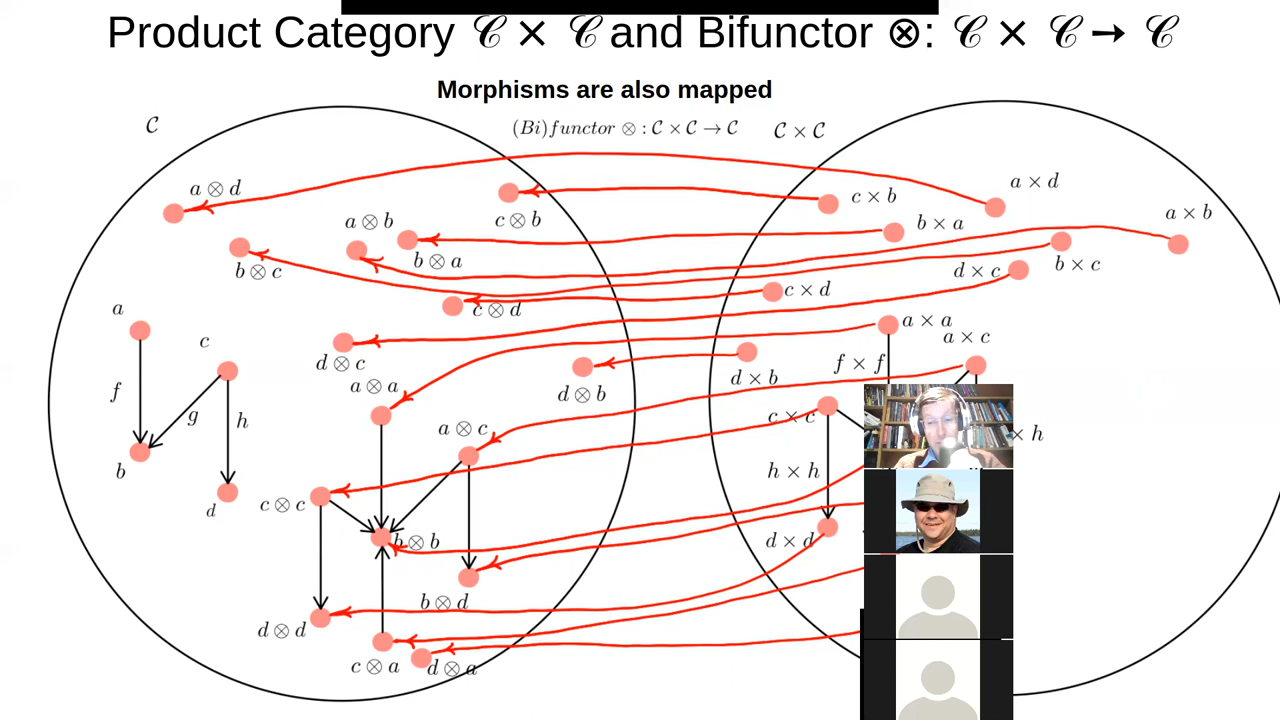 Product Category 𝒞 × 𝒞 and Bifunctor ⊗: 𝒞 × 𝒞 → 𝒞
Morphisms are also mapped
C
(Bi)functor ⊗ : C × C → C
C × C
a ⊗ d
c ⊗ b
c × b
a × d
a ⊗ b
b × a
a × b
b ⊗ c
b ⊗ a
d × c
b × c
c ⊗ d
c × d
a
c
d ⊗ c
a × a
a × c
a ⊗ a
d ⊗ b
d × b
f × f
f
g
h
a ⊗ c
c × c
× h
b
h × h
d
c ⊗ c
b ⊗ b
d × d
b ⊗ d
d ⊗ d
c ⊗ a
d ⊗ a